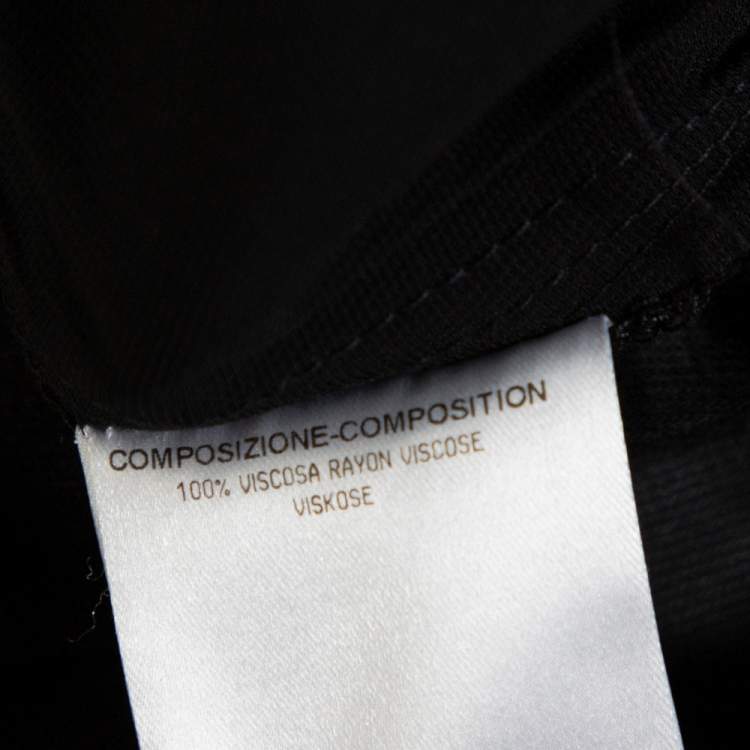 COMPOSIZIONE-COMPOSITION
100% VISCOSA RAYON VISCOSE
VISKOSE